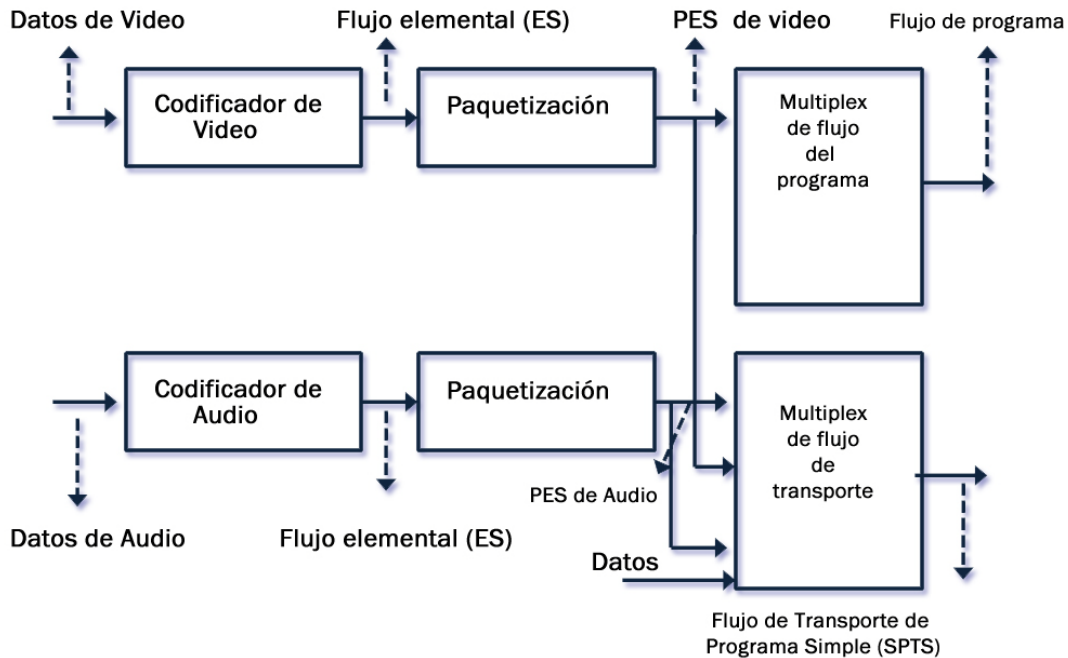 Datos de Video
Flujo elemental (ES)
PES de video
Flujo de programa
Codificador de
Video
Paquetización
Multiplex
de flujo
del
programa
Codificador de
Audio
Paquetización
Multiplex
de flujo
de
transporte
PES de Audio
Datos de Audio
Flujo elemental (ES)
Datos
Flujo de Transporte de
Programa Simple (SPTS)